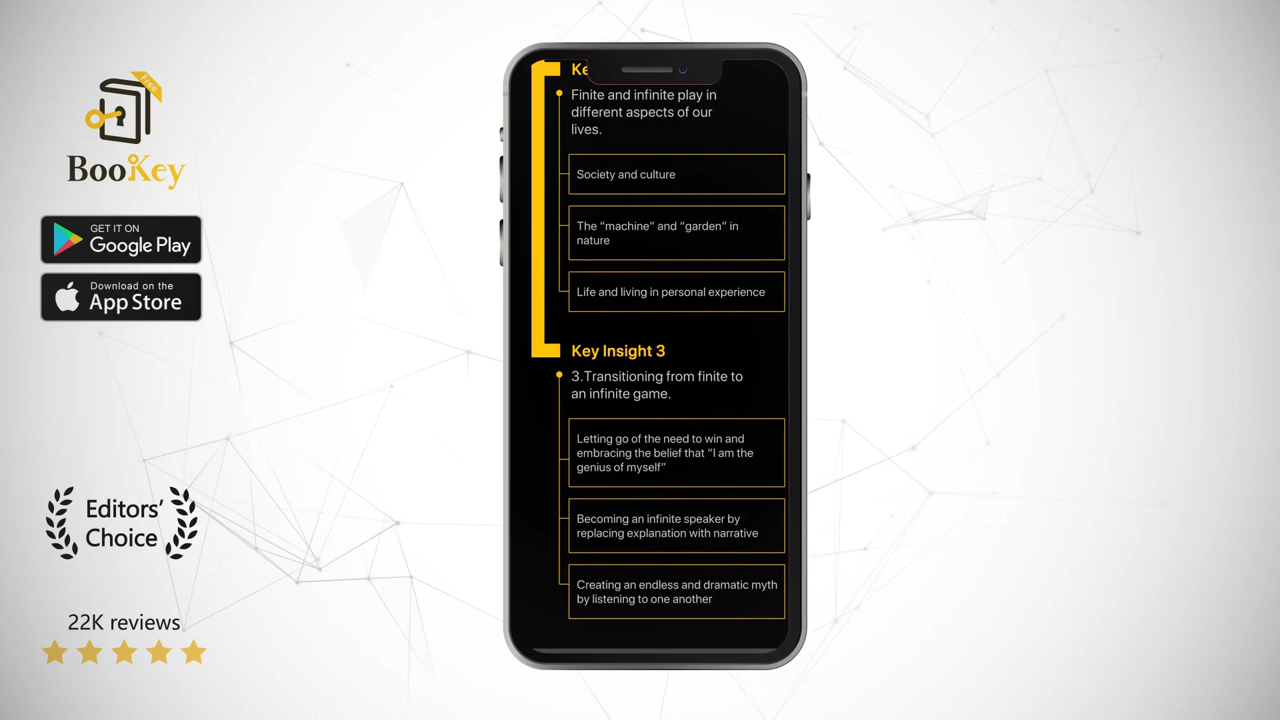 Free
BooKey
GET IT ON
Google Play
Download on the
App Store
Editors'
Choice
22K reviews
Finite and infinite play in
different aspects of our
lives.
Society and culture
The “machine” and “garden” in
nature
Life and living in personal experience
Key Insight 3
3.Transitioning from finite to
an infinite game.
Letting go of the need to win and
embracing the belief that “I am the
genius of myself”
Becoming an infinite speaker by
replacing explanation with narrative
Creating an endless and dramatic myth
by listening to one another